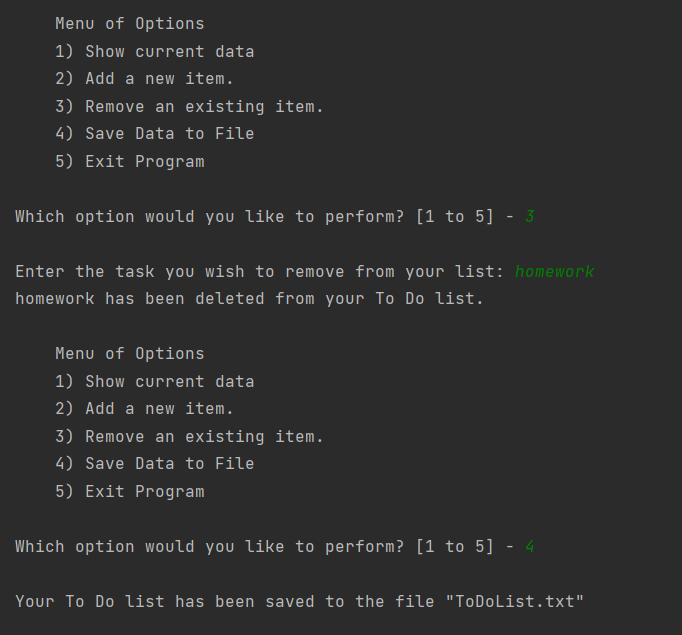 Menu of Options
1) Show current data
2) Add a new item.
3) Remove an existing item.
4) Save Data to File
5) Exit Program
Which option would you like to perform? [1 to 5] - 3
Enter the task you wish to remove from your list: homework
homework has been deleted from your To Do list.
Menu of Options
1) Show current data
2) Add a new item.
3) Remove an existing item.
4) Save Data to File
5) Exit Program
Which option would you like to perform? [1 to 5] - 4
Your To Do list has been saved to the file "ToDoList.txt"